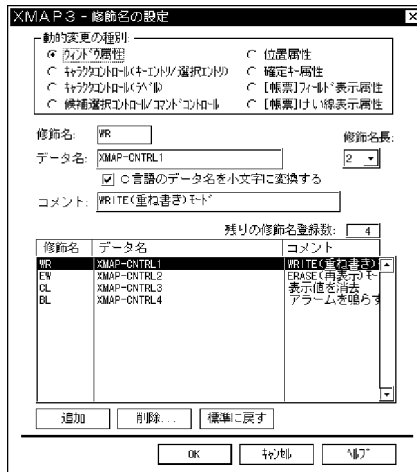 XMAP3-修飾名の設定
動的変更の種別:
ウィンドウ属性 位置属性
キャラクタコントロール(キーエントリ/選択エントリ) 確定キー属性
キャラクタコントロール(ラベル) [帳票]フィールド表示属性
候補選択コントロール/コマンドコントロール [帳票]けい線表示属性
修飾名: WR 修飾名長:
データ名: XMAP-CNTRL1 2
C言語のデータ名を小文字に変換する
コメント: WRITE(重ね書き)モード
残りの修飾名登録数: 4
修飾名 データ名 コメント
WR XMAP-CNTRL1 WRITE(重ね書き)
EW XMAP-CNTRL2 ERASE(再表示)モー
CL XMAP-CNTRL3 表示値を消去
BL XMAP-CNTRL4 アラームを鳴らす
追加 削除... 標準に戻す
OK キャンセル ヘルプ